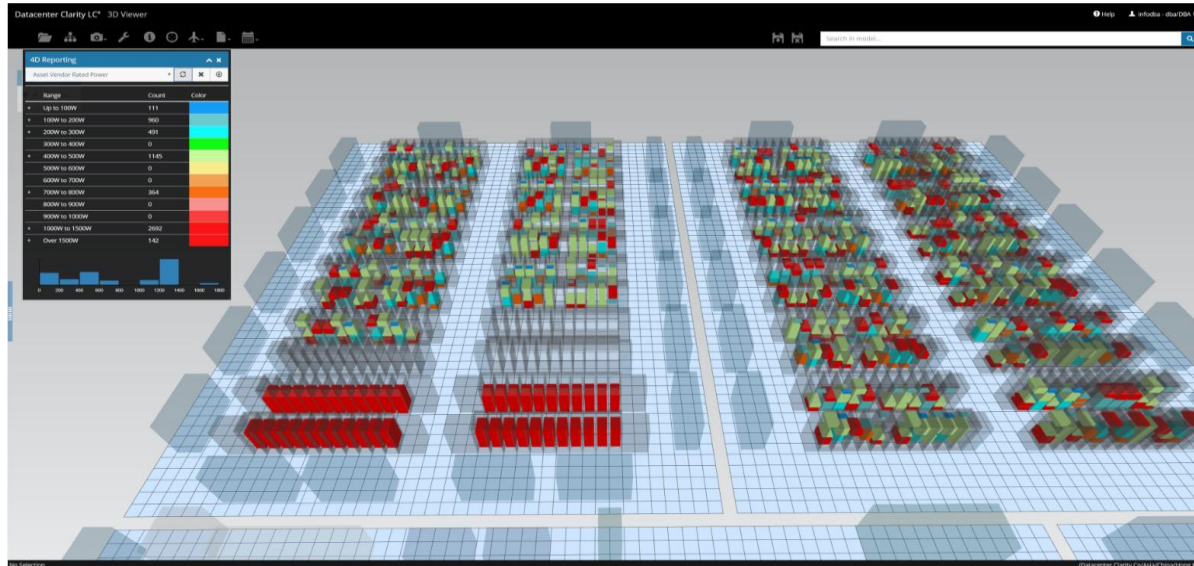 Datacenter Clarity LC® 3D Viewer
Help infodba - dba/DBA
Search in model...
4D Reporting
Asset Vendor Rated Power
Range Count Color
+ Up to 100W 111
+ 100W to 200W 960
+ 200W to 300W 491
300W to 400W 0
+ 400W to 500W 1145
500W to 600W 0
600W to 700W 0
+ 700W to 800W 364
800W to 900W 0
900W to 1000W 0
+ 1000W to 1500W 2692
+ Over 1500W 142
0 200 400 600 800 1000 1200 1400 1600 1800
No Selection